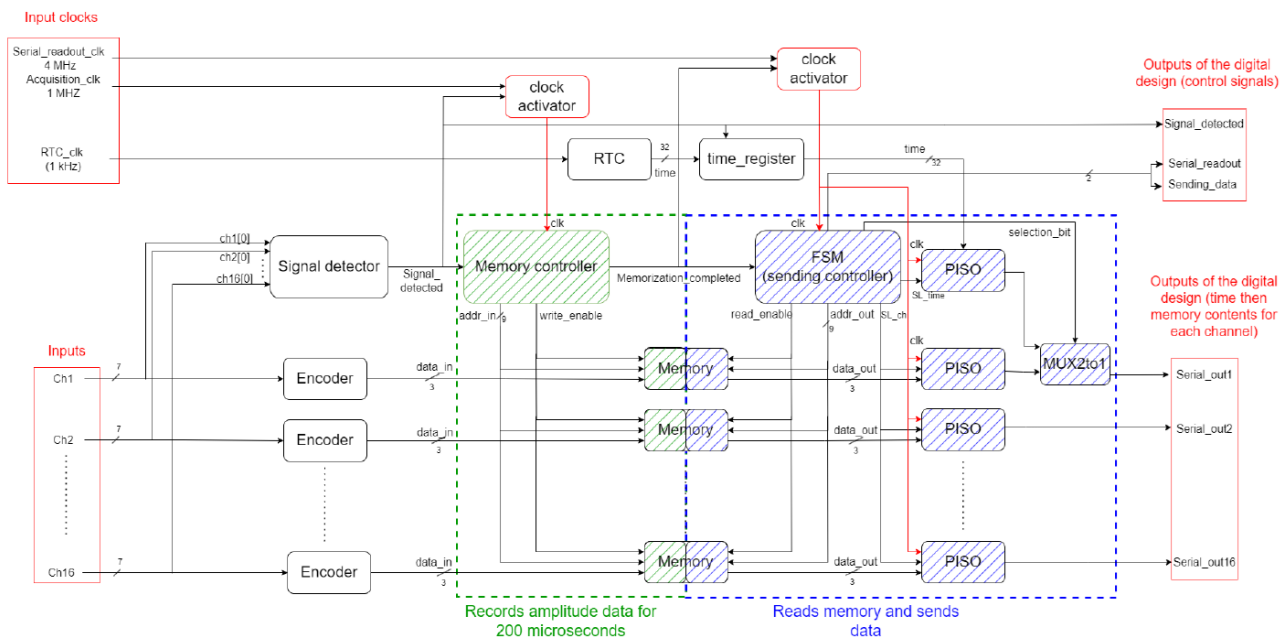 Input clocks
Serial_readout_clk
4 MHz
Acquisition_clk
1 MHZ
RTC_clk
(1 kHz)
clock
activator
clock
activator
Outputs of the digital
design (control signals)
Signal_detected
Serial_readout
Sending_data
RTC
32
time
time_register
time
32
2
clk
clk
selection_bit
clk
ch1[0]
ch2[0]
ch16[0]
Signal detector
Signal_
detected
Memory controller
Memorization_completed
FSM
(sending controller)
PISO
SL_time
addr_in
9
write_enable
read_enable
addr_out
9
SL_ch
Outputs of the digital
design (time then
memory contents for
each channel)
Inputs
clk
Ch1
7
Encoder
data_in
3
Memory
data_out
3
PISO
MUX2to1
Serial_out1
Ch2
7
Encoder
data_in
3
Memory
data_out
3
PISO
Serial_out2
Ch16
7
Encoder
data_in
3
Memory
data_out
3
PISO
Serial_out16
Records amplitude data for
200 microseconds
Reads memory and sends
data